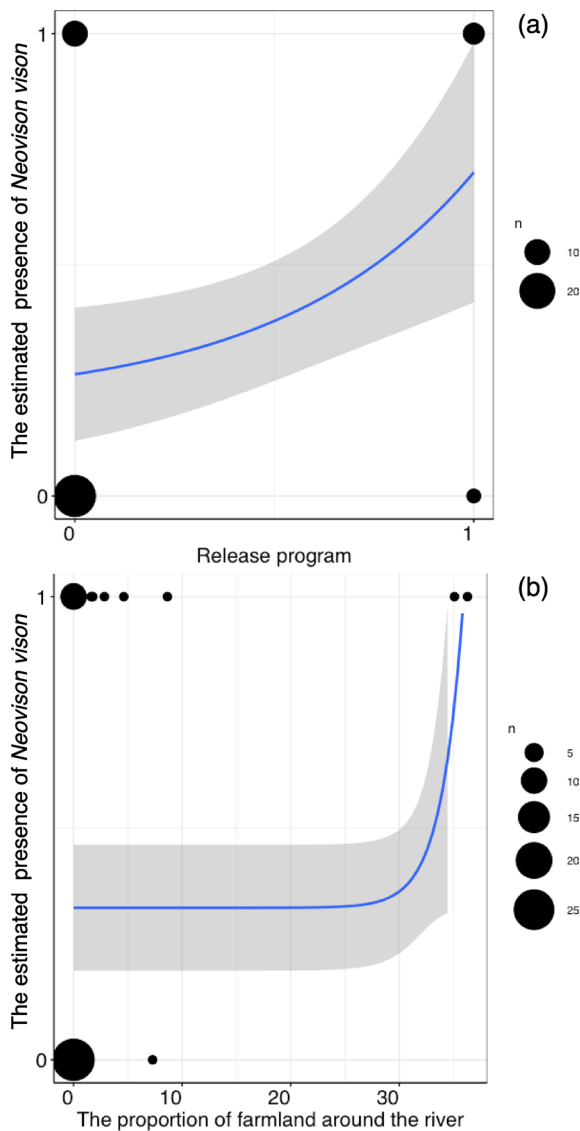 (a)
The estimated presence of Neovison vison
1
0
0
1
Release program
n
10
20
(b)
The estimated presence of Neovison vison
1
0
0
10
20
30
The proportion of farmland around the river
n
5
10
15
20
25